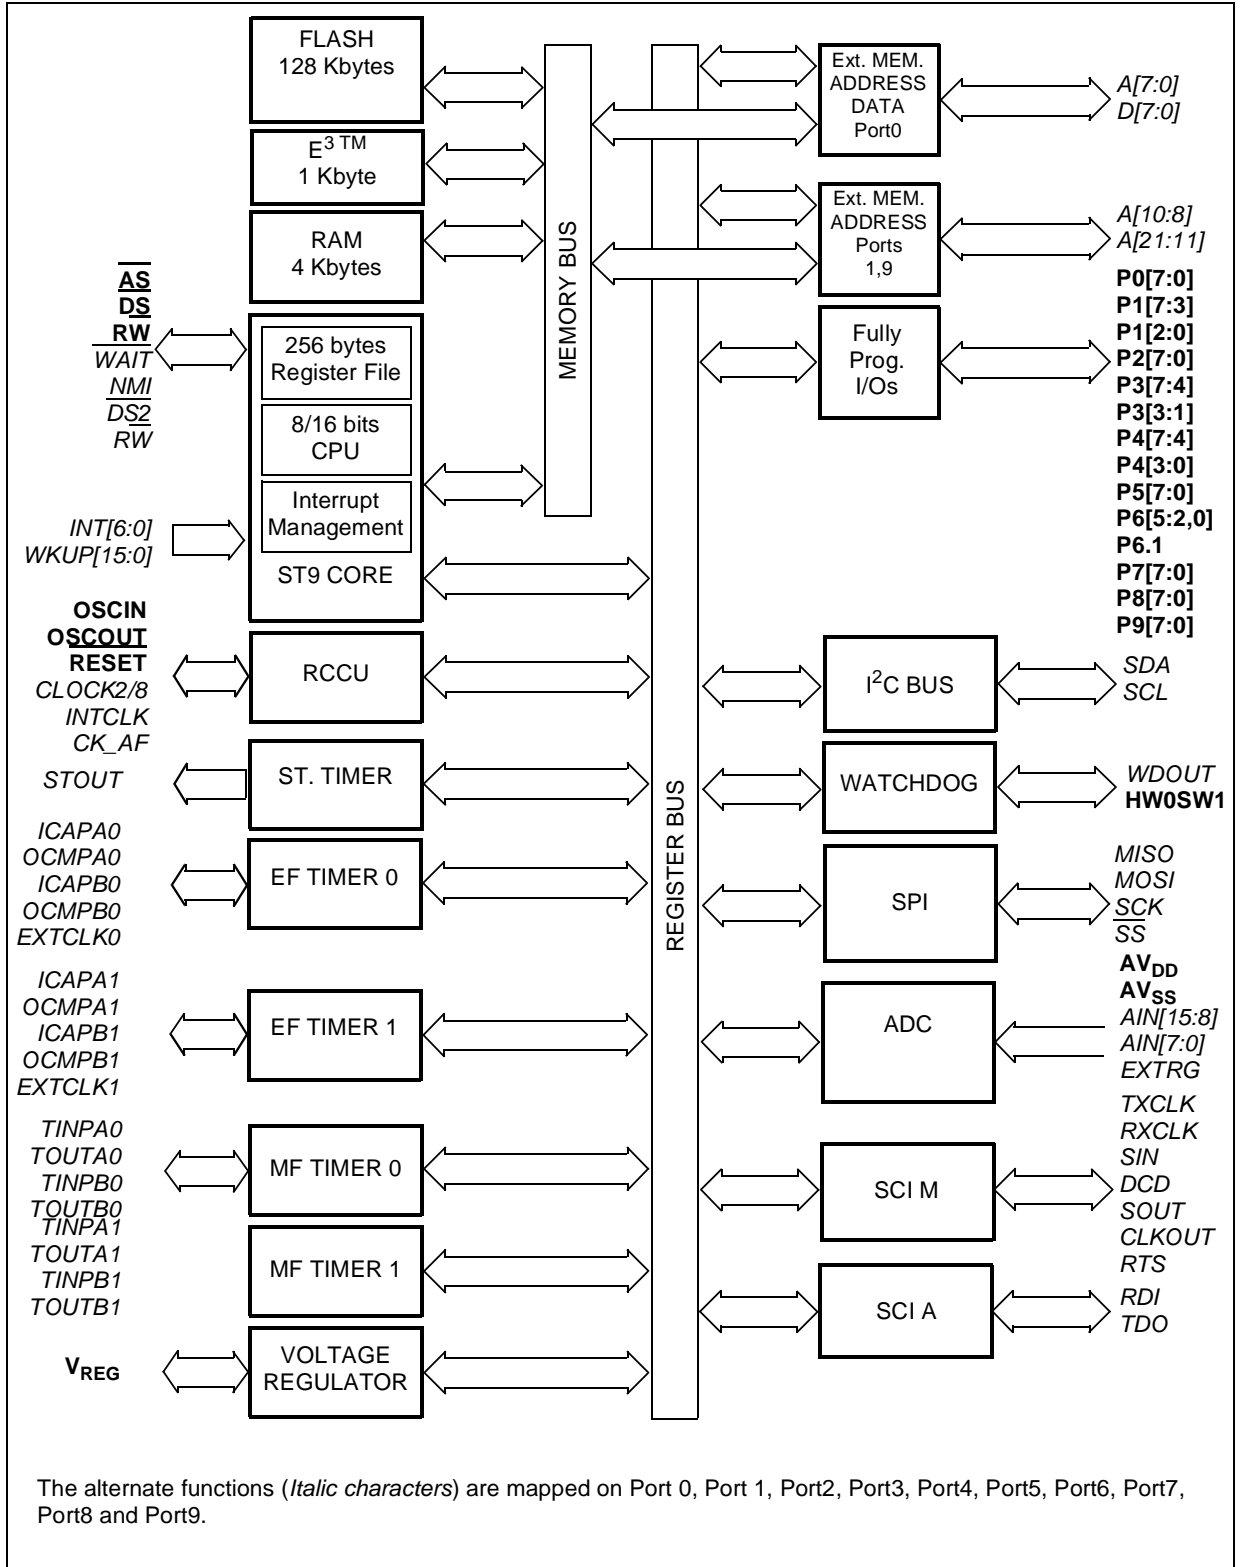 FLASH
128 Kbytes
E3 TM
1 Kbyte
RAM
4 Kbytes
AS
DS
RW
WAIT
NMI
DS2
RW
256 bytes
Register File
8/16 bits
CPU
Interrupt
Management
ST9 CORE
INT[6:0]
WKUP[15:0]
OSCIN
OSCOUT
RESET
CLOCK2/8
INTCLK
CK_AF
RCCU
STOUT
ST. TIMER
ICAPA0
OCMPA0
ICAPB0
OCMPB0
EXTCLK0
EF TIMER 0
ICAPA1
OCMPA1
ICAPB1
OCMPB1
EXTCLK1
EF TIMER 1
TINPA0
TOUTA0
TINPB0
TOUTB0
MF TIMER 0
TINPA1
TOUTA1
TINPB1
TOUTB1
MF TIMER 1
VREG
VOLTAGE
REGULATOR
MEMORY BUS
REGISTER BUS
Ext. MEM.
ADDRESS
DATA
Port0
A[7:0]
D[7:0]
Ext. MEM.
ADDRESS
Ports
1,9
A[10:8]
A[21:11]
Fully
Prog.
I/Os
P0[7:0]
P1[7:3]
P1[2:0]
P2[7:0]
P3[7:4]
P3[3:1]
P4[7:4]
P4[3:0]
P5[7:0]
P6[5:2,0]
P6.1
P7[7:0]
P8[7:0]
P9[7:0]
I2C BUS
SDA
SCL
WATCHDOG
WDOUT
HW0SW1
SPI
MISO
MOSI
SCK
SS
ADC
AVDD
AVSS
AIN[15:8]
AIN[7:0]
EXTRG
SCI M
TXCLK
RXCLK
SIN
DCD
SOUT
CLKOUT
RTS
SCI A
RDI
TDO
The alternate functions (Italic characters) are mapped on Port 0, Port 1, Port2, Port3, Port4, Port5, Port6, Port7,
Port8 and Port9.